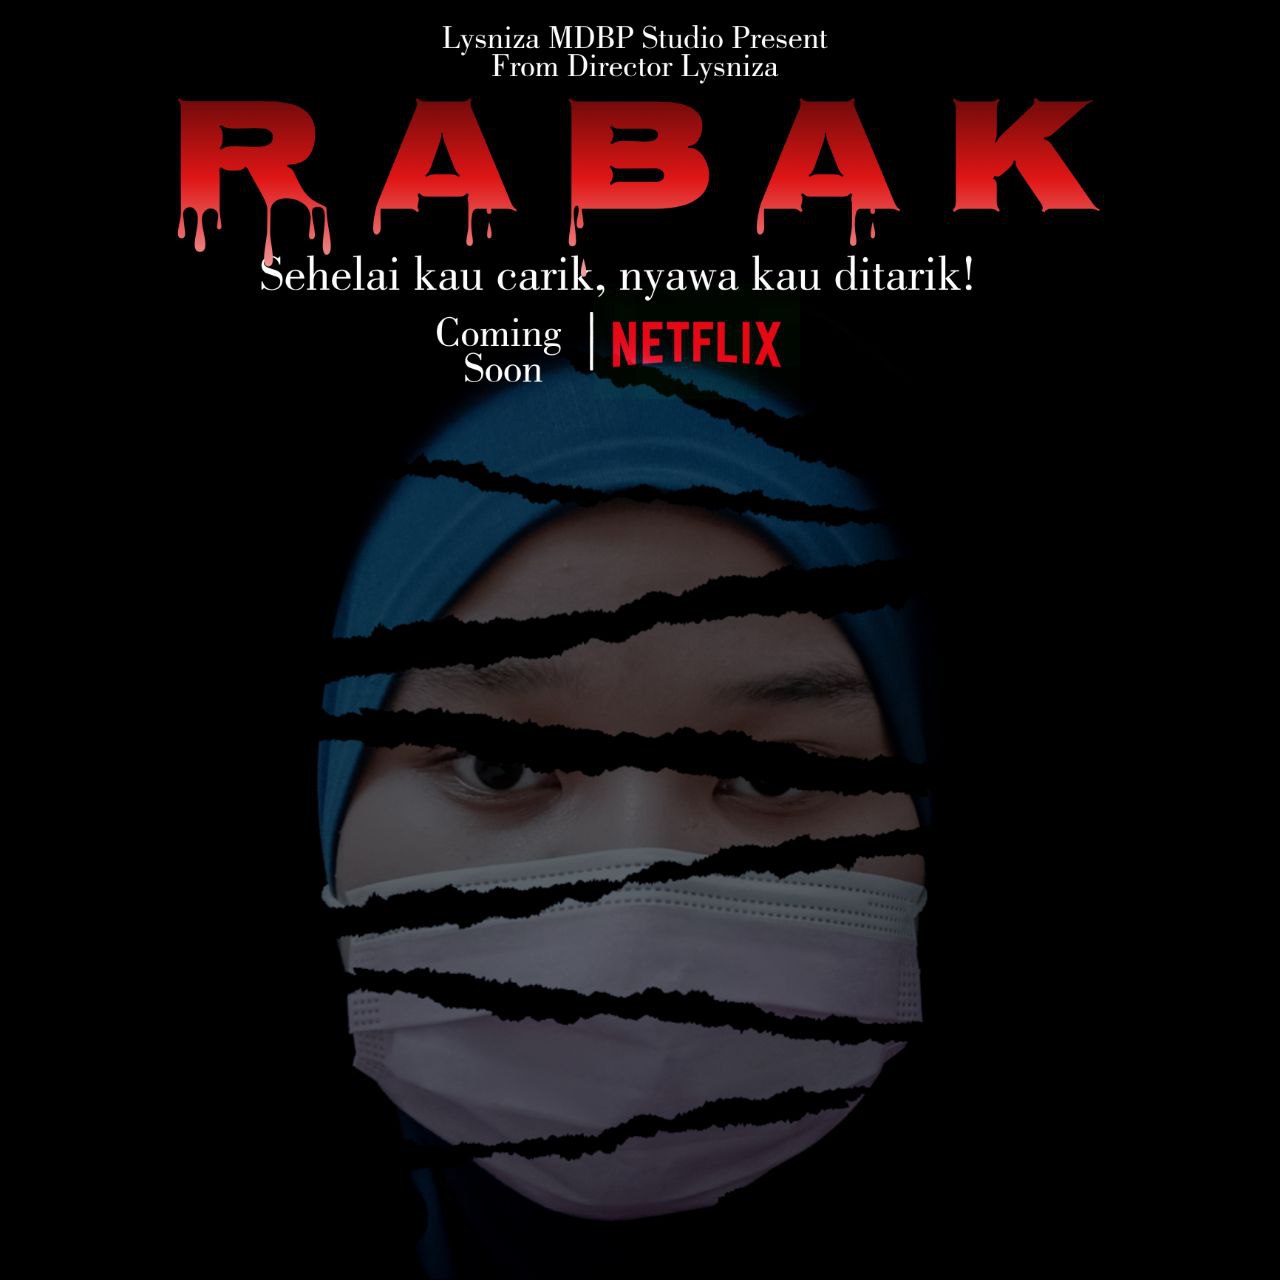 Lysniza MDBP Studio Present
From Director Lysniza
RABAK
Sehelai kau carik, nyawa kau ditarik!
Coming
Soon
NETFLIX